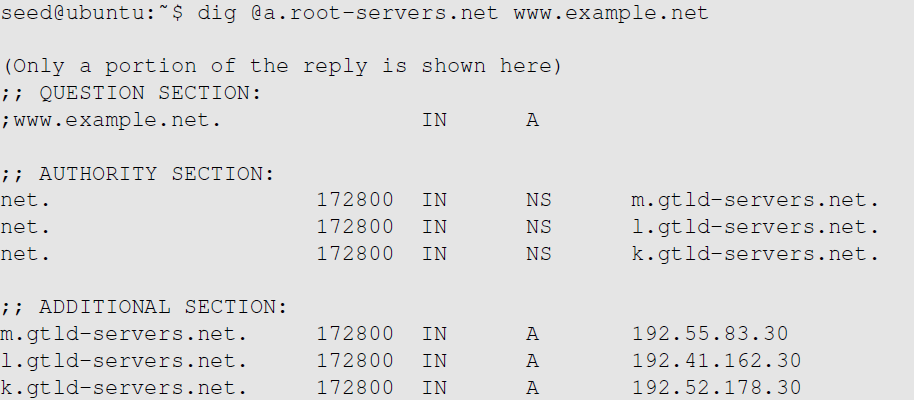 seed@ubuntu:~$ dig @a.root-servers.net www.example.net
(Only a portion of the reply is shown here)
;; QUESTION SECTION:
;www.example.net. IN A
;; AUTHORITY SECTION:
net. 172800 IN NS m.gtld-servers.net.
net. 172800 IN NS l.gtld-servers.net.
net. 172800 IN NS k.gtld-servers.net.
;; ADDITIONAL SECTION:
m.gtld-servers.net. 172800 IN A 192.55.83.30
l.gtld-servers.net. 172800 IN A 192.41.162.30
k.gtld-servers.net. 172800 IN A 192.52.178.30